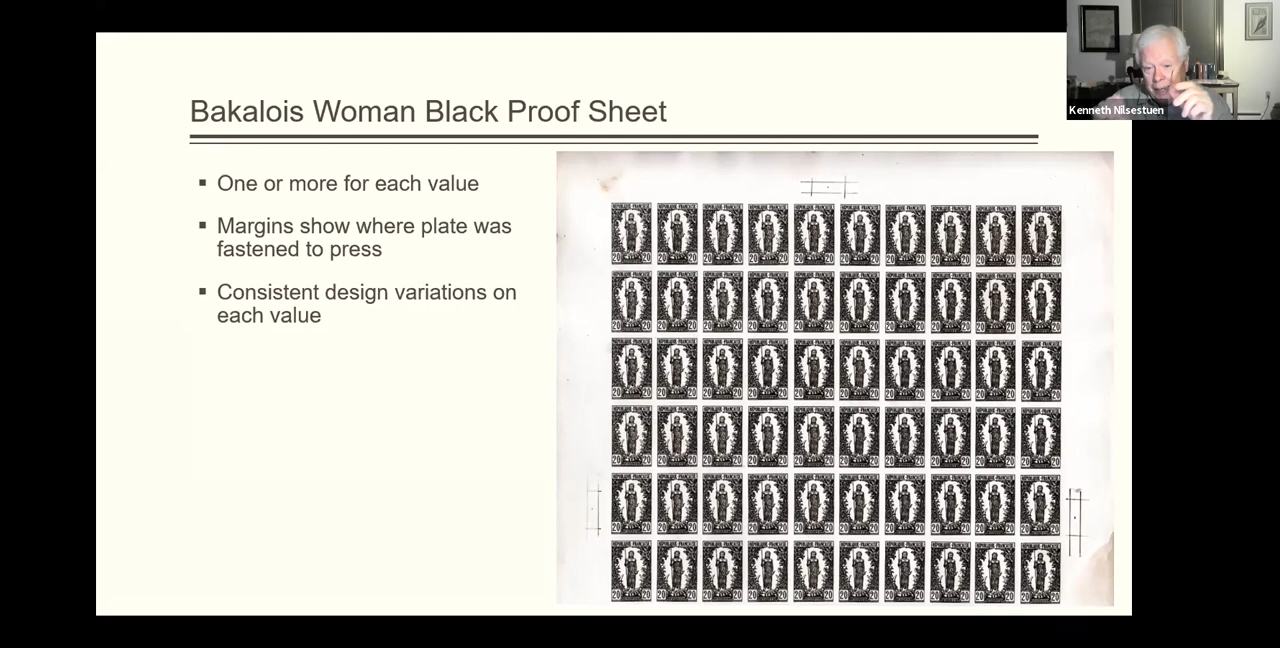 Kenneth Nilsestuen
Bakalois Woman Black Proof Sheet
▪ One or more for each value
▪ Margins show where plate was
fastened to press
▪ Consistent design variations on
each value